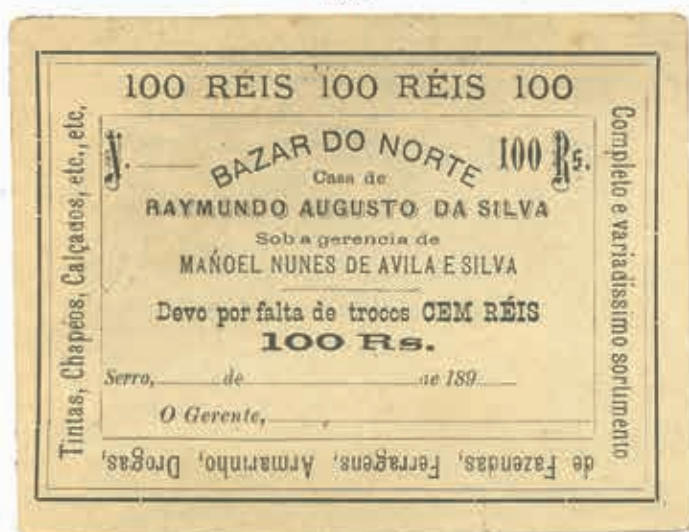 100 RÉIS 100 RÉIS 100
N. 100 Rs.
BAZAR DO NORTE
Casa de
RAYMUNDO AUGUSTO DA SILVA
Sob a gerencia de
MAÑOEL NUNES DE AVILA E SILVA
Devo por falta de trocos CEM RÉIS
100 Rs.
Serro, de de 189
O Gerente,
Completo e variadissimo sortimento
de Fazendas, Ferragens, Armarinho, Drogas,
Tintas, Chapéos, Calçados, etc., etc,